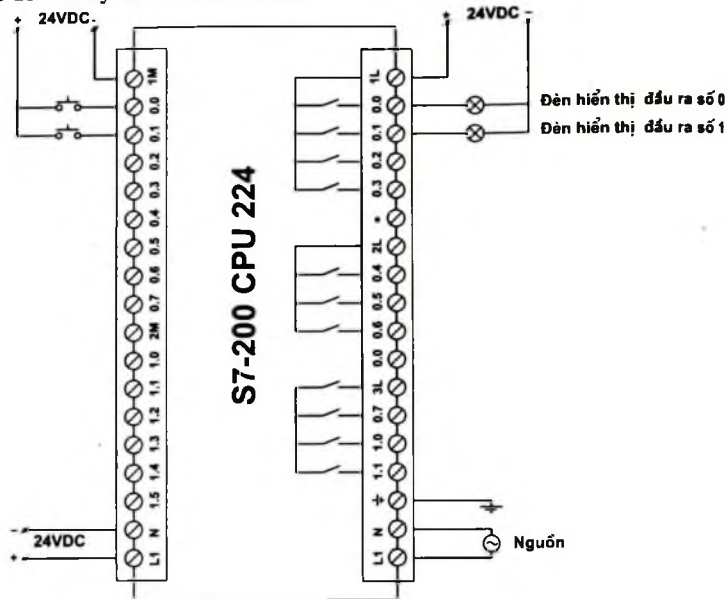 + 24VDC -
1M
0.0
0.1
0.2
0.3
0.4
0.5
0.6
0.7
2M
1.0
1.1
1.2
1.3
1.4
1.5
N
L1
- 24VDC
+
S7-200 CPU 224
+ 24VDC -
1L
0.0
0.1
0.2
0.3
*
2L
0.4
0.5
0.6
0.0
3L
0.7
1.0
1.1
N
L1
Đèn hiển thị đầu ra số 0
Đèn hiển thị đầu ra số 1
Nguồn